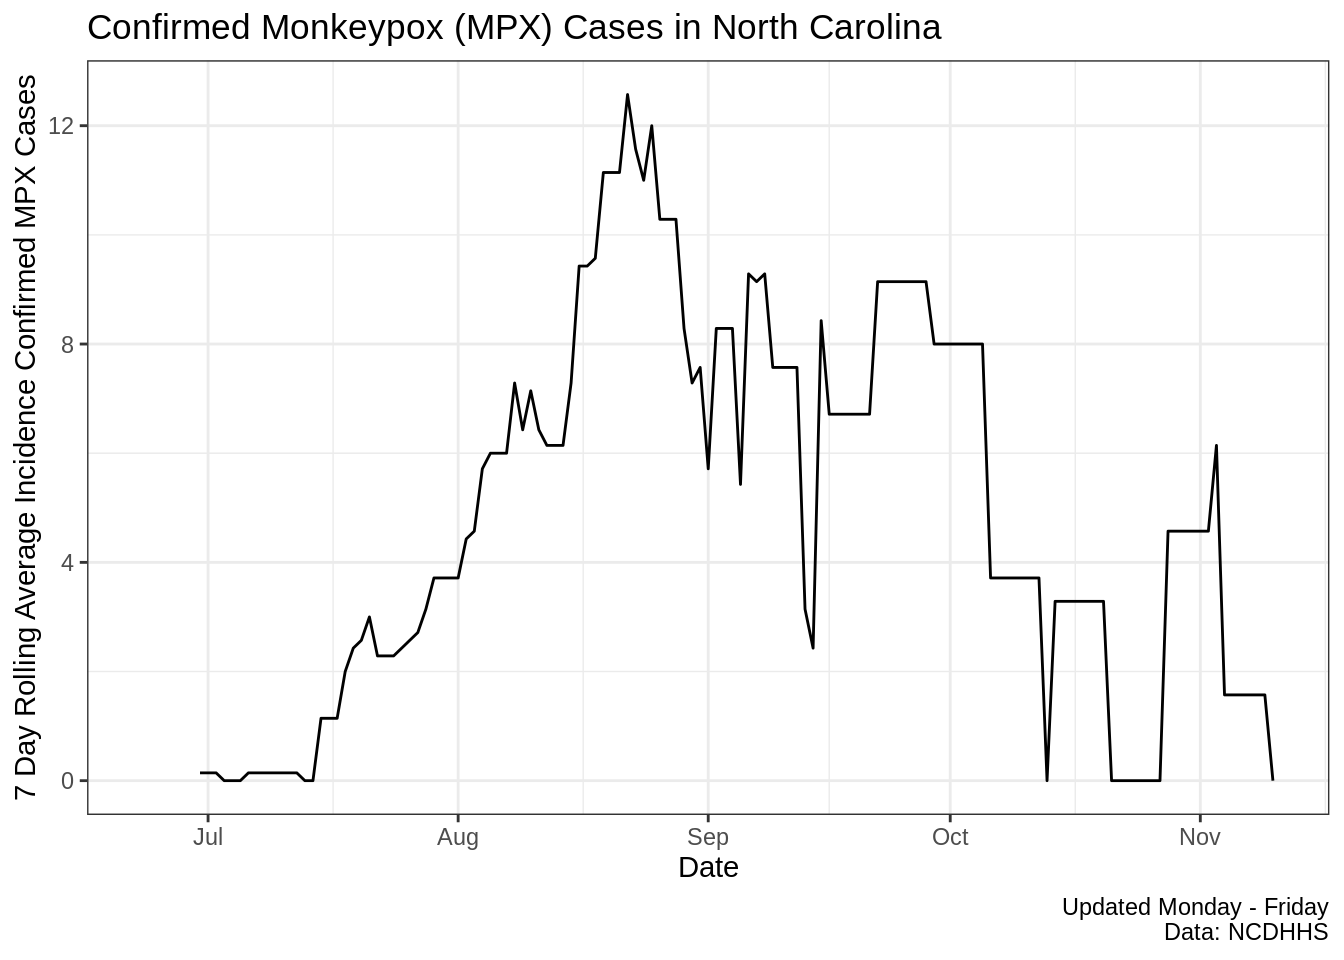 Confirmed Monkeypox (MPX) Cases in North Carolina
7 Day Rolling Average Incidence Confirmed MPX Cases
12
8
4
0
Jul Aug Sep Oct Nov
Date
Updated Monday - Friday
Data: NCDHHS